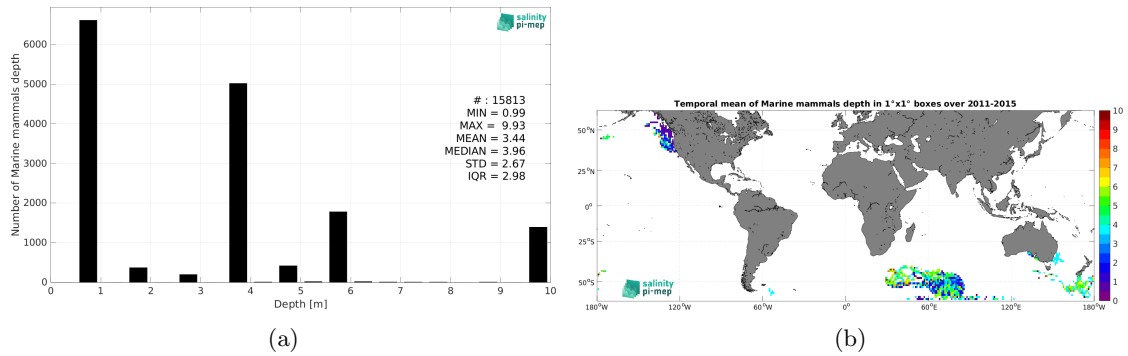 salinity
pi-mep
Number of Marine mammals depth
6000
5000
4000
3000
2000
1000
0
# : 15813
MIN = 0.99
MAX = 9.93
MEAN = 3.44
MEDIAN = 3.96
STD = 2.67
IQR = 2.98
0 1 2 3 4 5 6 7 8 9 10
Depth [m]
(a)
Temporal mean of Marine mammals depth in 1°x1° boxes over 2011-2015
50°N
25°N
0°
25°S
50°S
salinity
pi-mep
180°W 120°W 60°W 0° 60°E 120°E 180°E
10
9
8
7
6
5
4
3
2
1
0
(b)